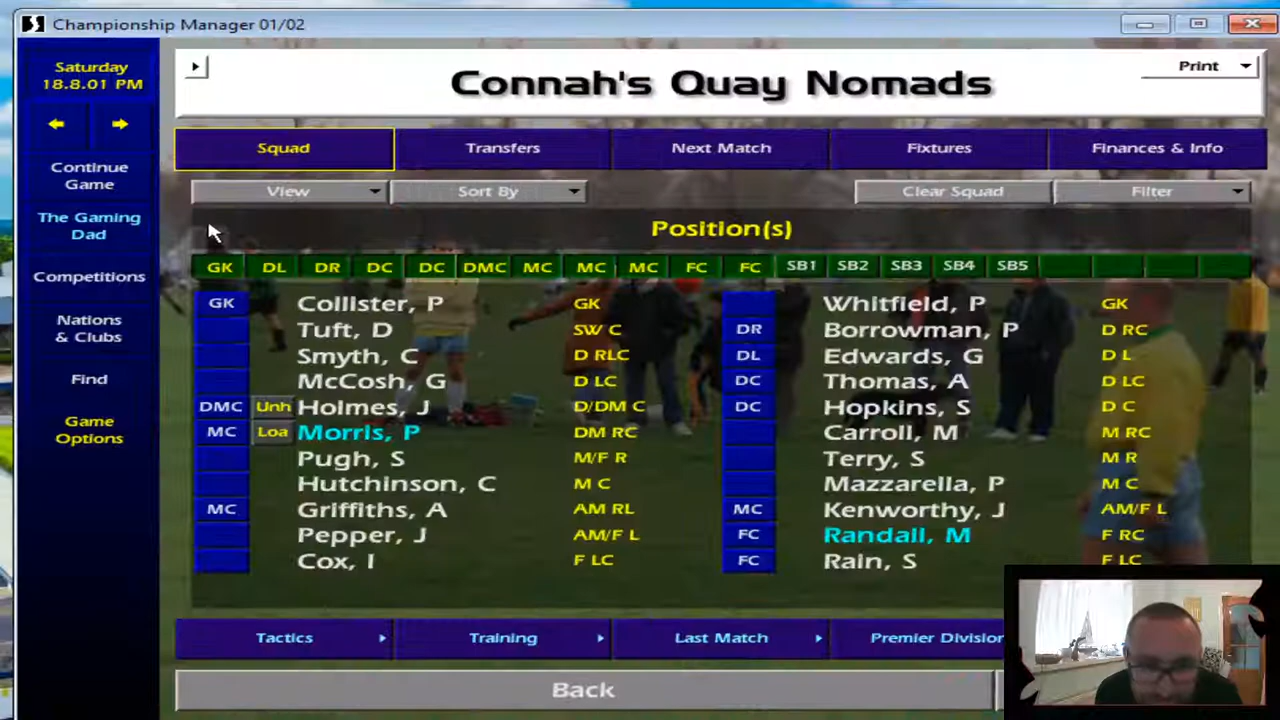 Championship Manager 01/02
Saturday
18.8.01 PM
Continue
Game
The Gaming
Dad
Competitions
Nations
& Clubs
Find
Game
Options
Connah's Quay Nomads
Print
Squad Transfers Next Match Fixtures Finances & Info
View Sort By Clear Squad Filter
Position(s)
GK DL DR DC DC DMC MC MC MC FC FC SB1 SB2 SB3 SB4 SB5
GK Collister, P GK Whitfield, P GK
Tuft, D SW C DR Borrowman, P D RC
Smyth, C D RLC DL Edwards, G D L
McCosh, G D LC DC Thomas, A D LC
DMC Unh Holmes, J D/DM C DC Hopkins, S D C
MC Loa Morris, P DM RC Carroll, M M RC
Pugh, S M/F R Terry, S M R
Hutchinson, C M C Mazzarella, P M C
MC Griffiths, A AM RL MC Kenworthy, J AM/F L
Pepper, J AM/F L FC Randall, M F RC
Cox, I F LC FC Rain, S F LC
Tactics Training Last Match Premier Division
Back